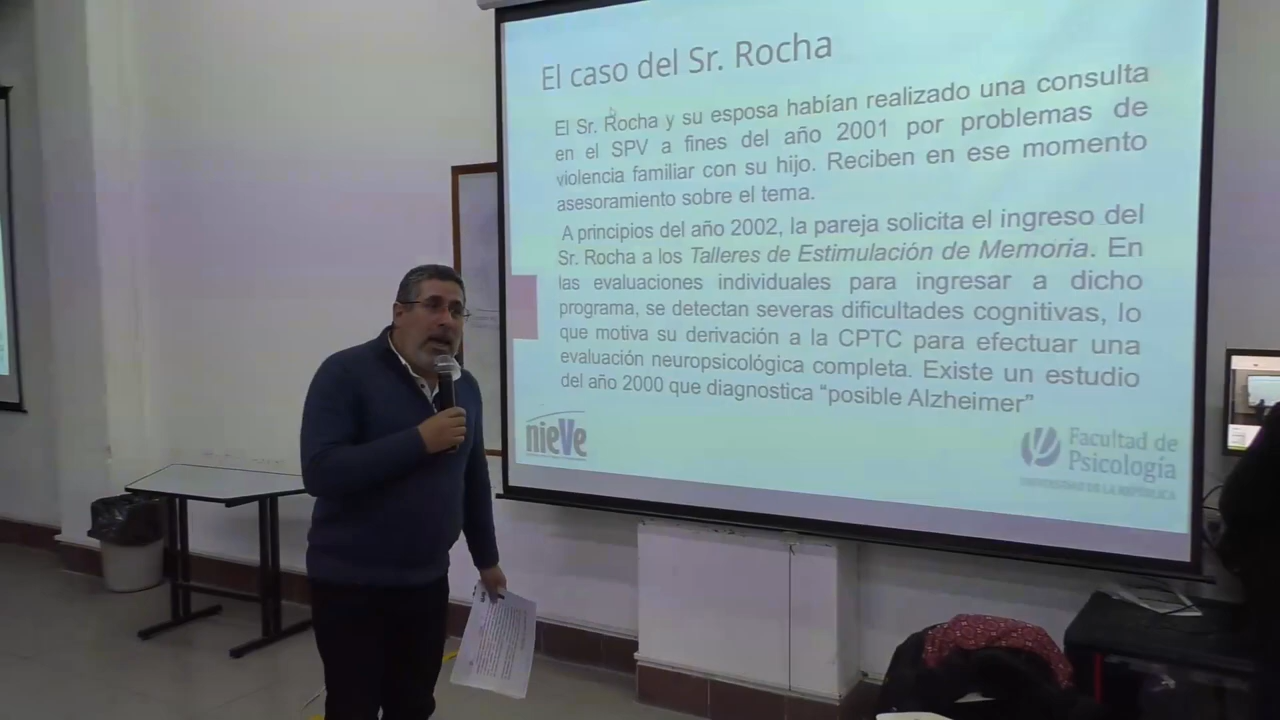 El caso del Sr. Rocha
El Sr. Rocha y su esposa habían realizado una consulta
en el SPV a fines del año 2001 por problemas de
violencia familiar con su hijo. Reciben en ese momento
asesoramiento sobre el tema.
A principios del año 2002, la pareja solicita el ingreso del
Sr. Rocha a los Talleres de Estimulación de Memoria. En
las evaluaciones individuales para ingresar a dicho
programa, se detectan severas dificultades cognitivas, lo
que motiva su derivación a la CPTC para efectuar una
evaluación neuropsicológica completa. Existe un estudio
del año 2000 que diagnostica “posible Alzheimer”
nieVe
Facultad de
Psicología
UNIVERSIDAD DE LA REPÚBLICA